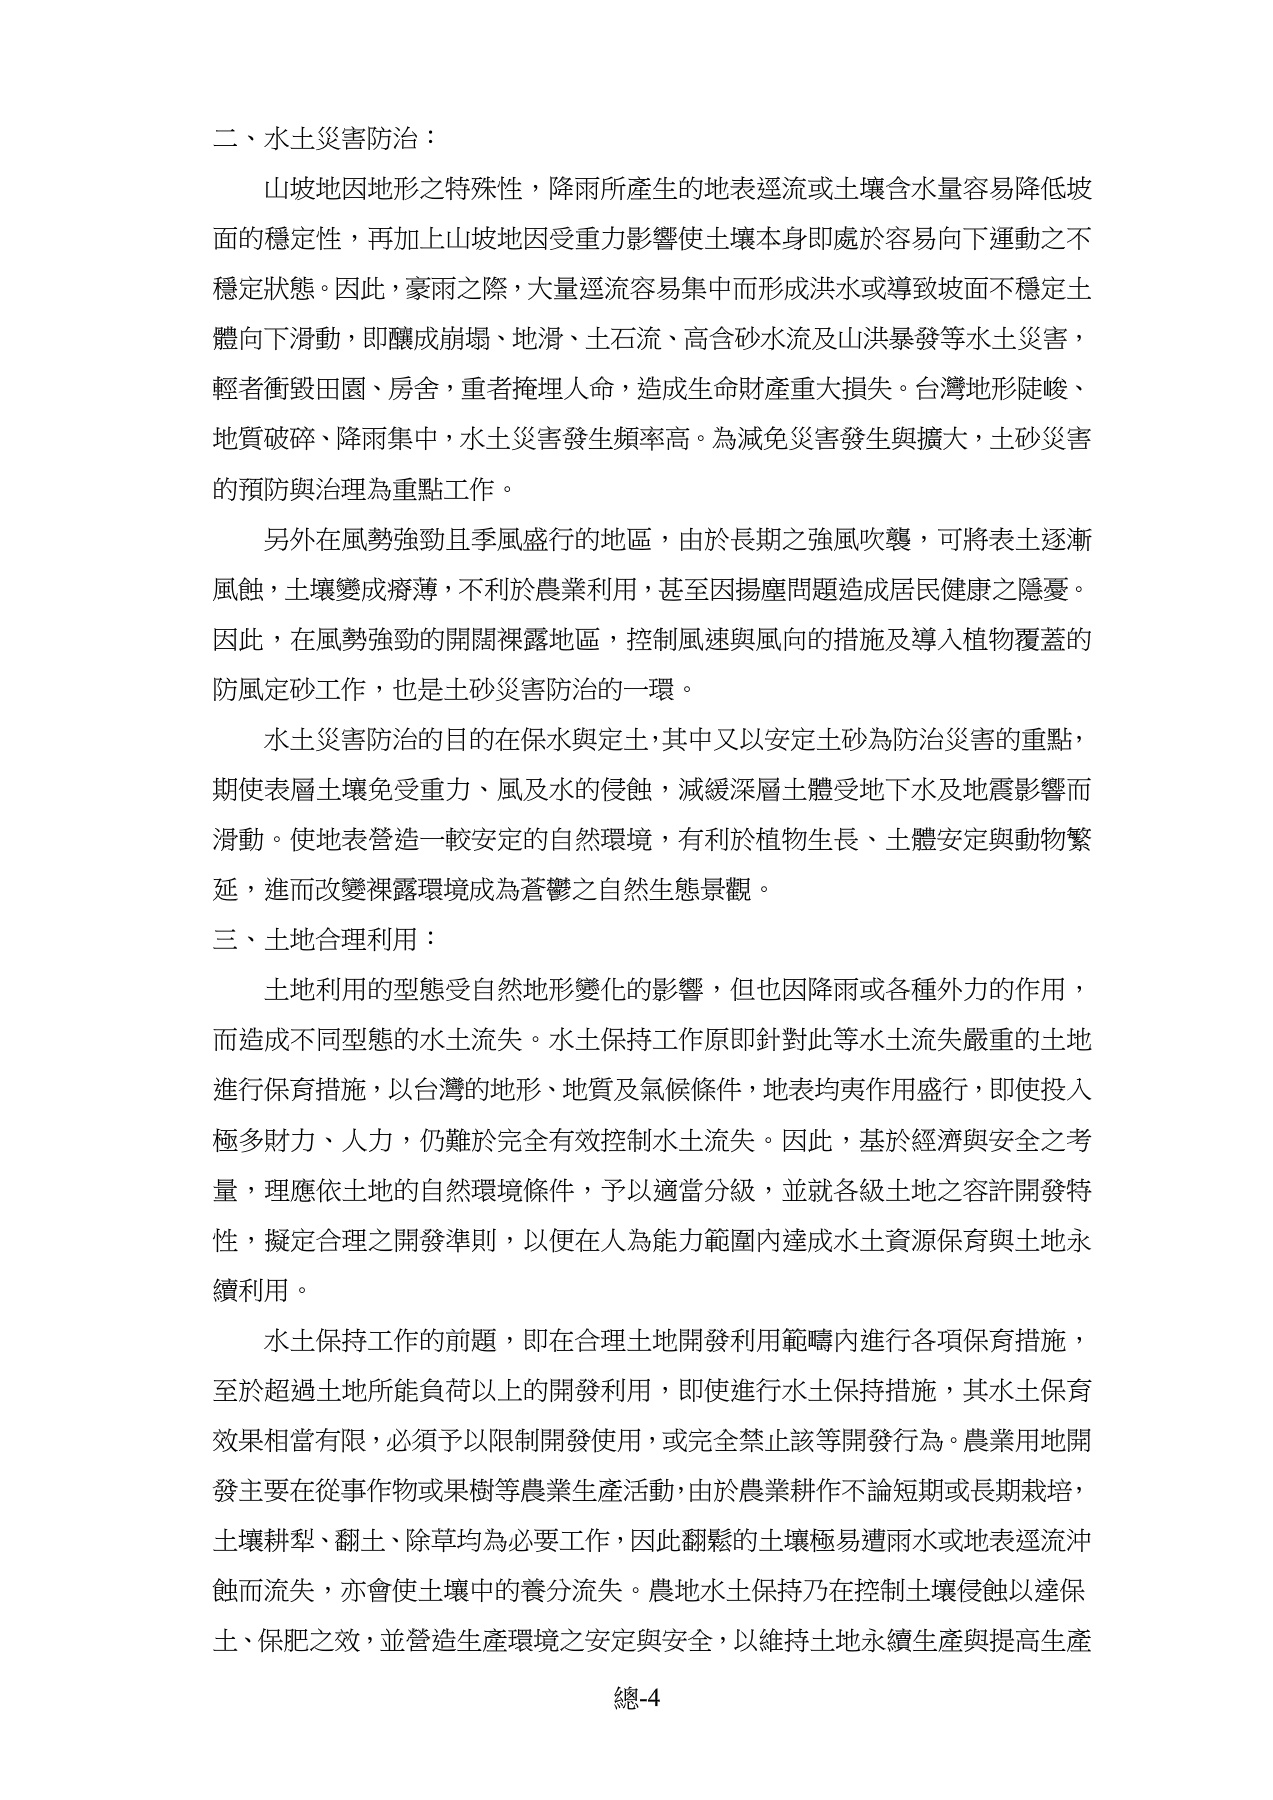 二、水土災害防治：
山坡地因地形之特殊性，降雨所產生的地表逕流或土壤含水量容易降低坡
面的穩定性，再加上山坡地因受重力影響使土壤本身即處於容易向下運動之不
穩定狀態。因此，豪雨之際，大量逕流容易集中而形成洪水或導致坡面不穩定土
體向下滑動，即釀成崩塌、地滑、土石流、高含砂水流及山洪暴發等水土災害，
輕者衝毀田園、房舍，重者掩埋人命，造成生命財產重大損失。台灣地形陡峻、
地質破碎、降雨集中，水土災害發生頻率高。為減免災害發生與擴大，土砂災害
的預防與治理為重點工作。
另外在風勢強勁且季風盛行的地區，由於長期之強風吹襲，可將表土逐漸
風蝕，土壤變成瘠薄，不利於農業利用，甚至因揚塵問題造成居民健康之隱憂。
因此，在風勢強勁的開闊裸露地區，控制風速與風向的措施及導入植物覆蓋的
防風定砂工作，也是土砂災害防治的一環。
水土災害防治的目的在保水與定土，其中又以安定土砂為防治災害的重點，
期使表層土壤免受重力、風及水的侵蝕，減緩深層土體受地下水及地震影響而
滑動。使地表營造一較安定的自然環境，有利於植物生長、土體安定與動物繁
延，進而改變裸露環境成為蒼鬱之自然生態景觀。
三、土地合理利用：
土地利用的型態受自然地形變化的影響，但也因降雨或各種外力的作用，
而造成不同型態的水土流失。水土保持工作原即針對此等水土流失嚴重的土地
進行保育措施，以台灣的地形、地質及氣候條件，地表均夷作用盛行，即使投入
極多財力、人力，仍難於完全有效控制水土流失。因此，基於經濟與安全之考
量，理應依土地的自然環境條件，予以適當分級，並就各級土地之容許開發特
性，擬定合理之開發準則，以便在人為能力範圍內達成水土資源保育與土地永
續利用。
水土保持工作的前題，即在合理土地開發利用範疇內進行各項保育措施，
至於超過土地所能負荷以上的開發利用，即使進行水土保持措施，其水土保育
效果相當有限，必須予以限制開發使用，或完全禁止該等開發行為。農業用地開
發主要在從事作物或果樹等農業生產活動，由於農業耕作不論短期或長期栽培，
土壤耕犁、翻土、除草均為必要工作，因此翻鬆的土壤極易遭雨水或地表逕流沖
蝕而流失，亦會使土壤中的養分流失。農地水土保持乃在控制土壤侵蝕以達保
土、保肥之效，並營造生產環境之安定與安全，以維持土地永續生產與提高生產
總-4